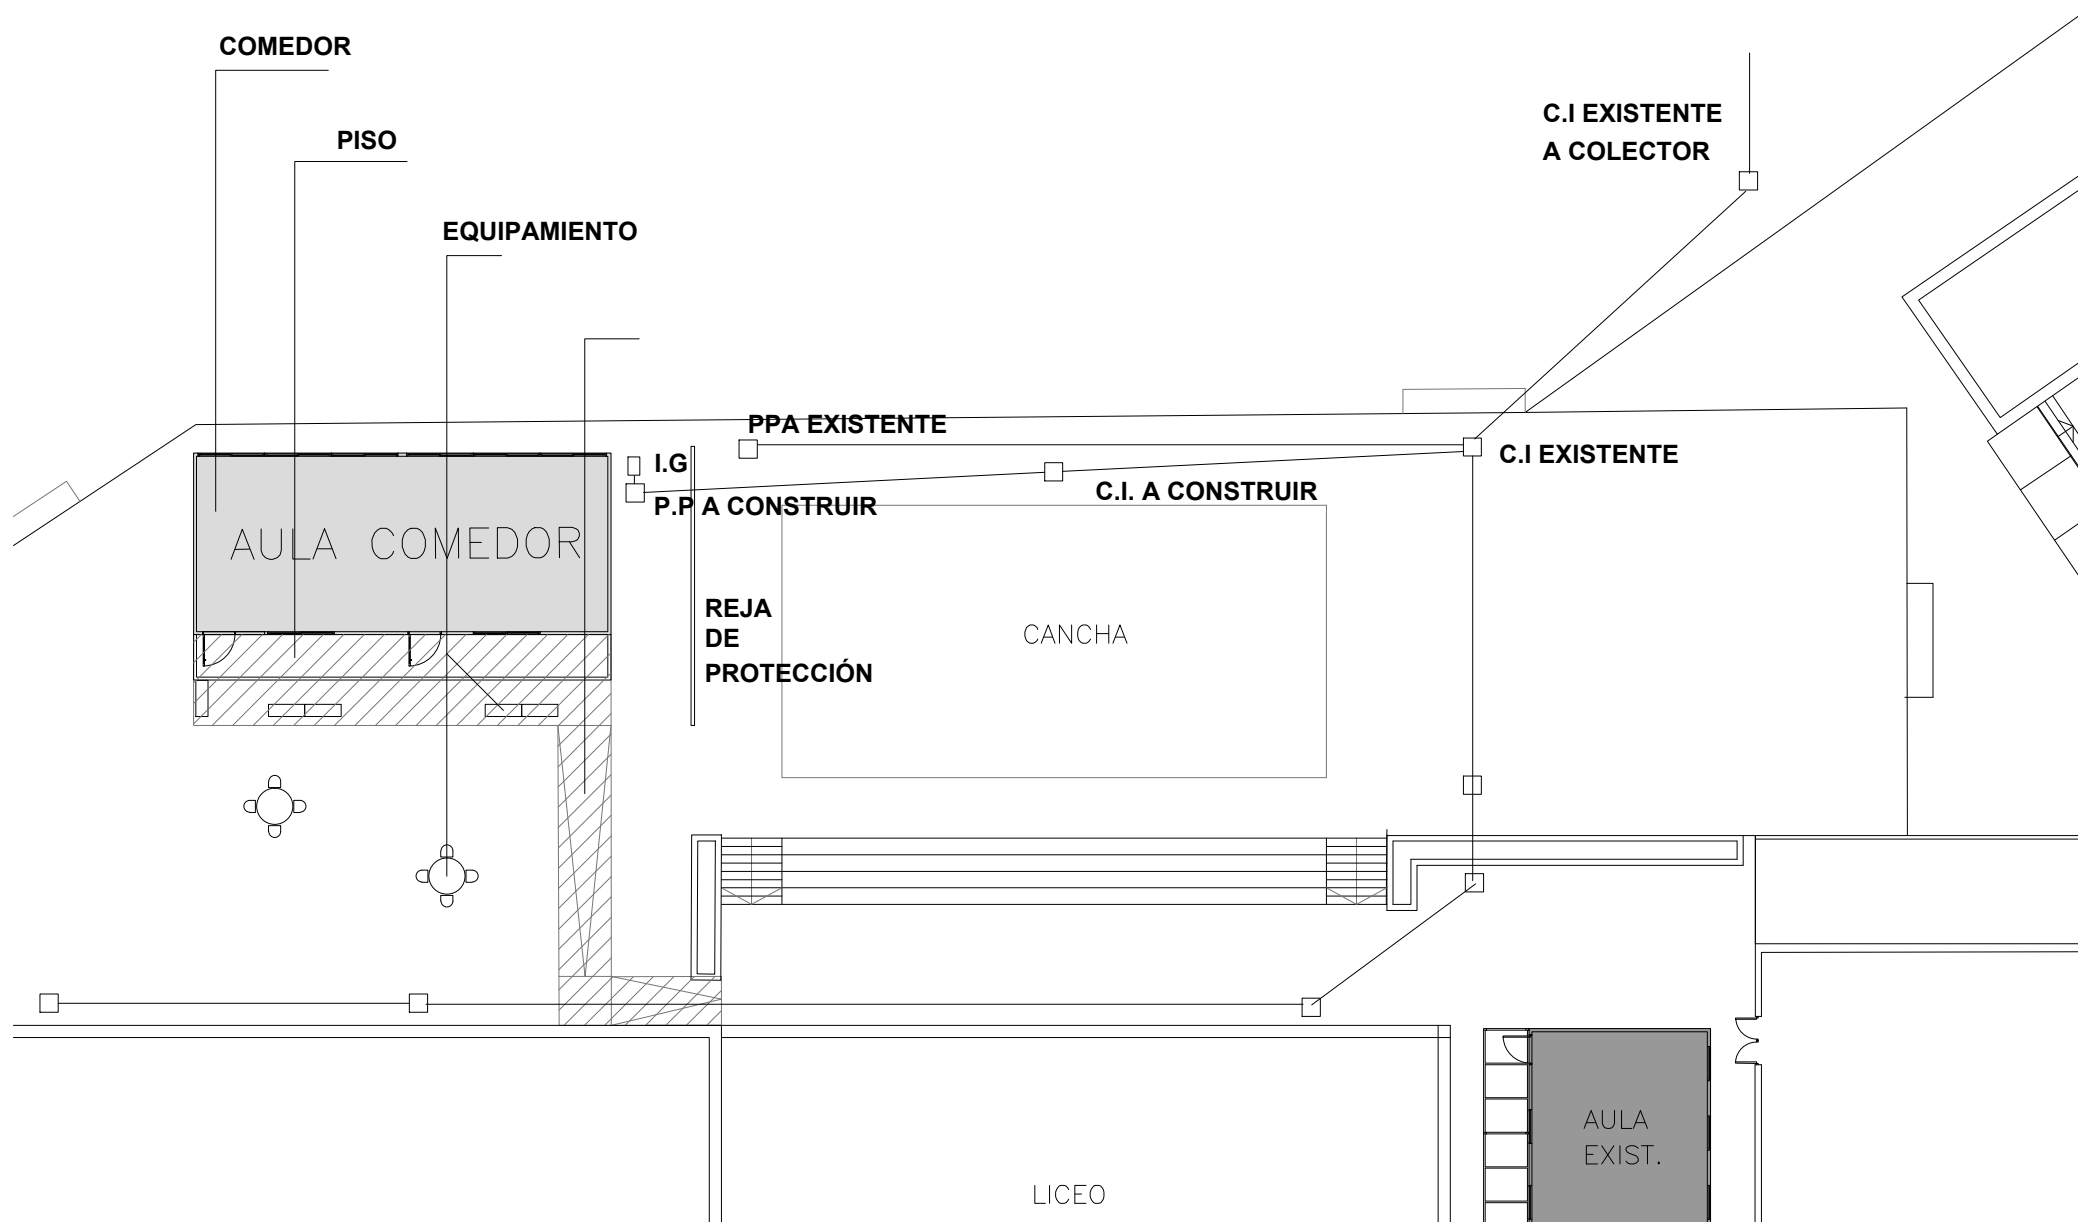 COMEDOR
C.I EXISTENTE
A COLECTOR
PISO
EQUIPAMIENTO
PPA EXISTENTE
I.G
C.I EXISTENTE
P.P A CONSTRUIR
C.I. A CONSTRUIR
AULA COMEDOR
REJA
DE
PROTECCIÓN
CANCHA
AULA
EXIST.
LICEO